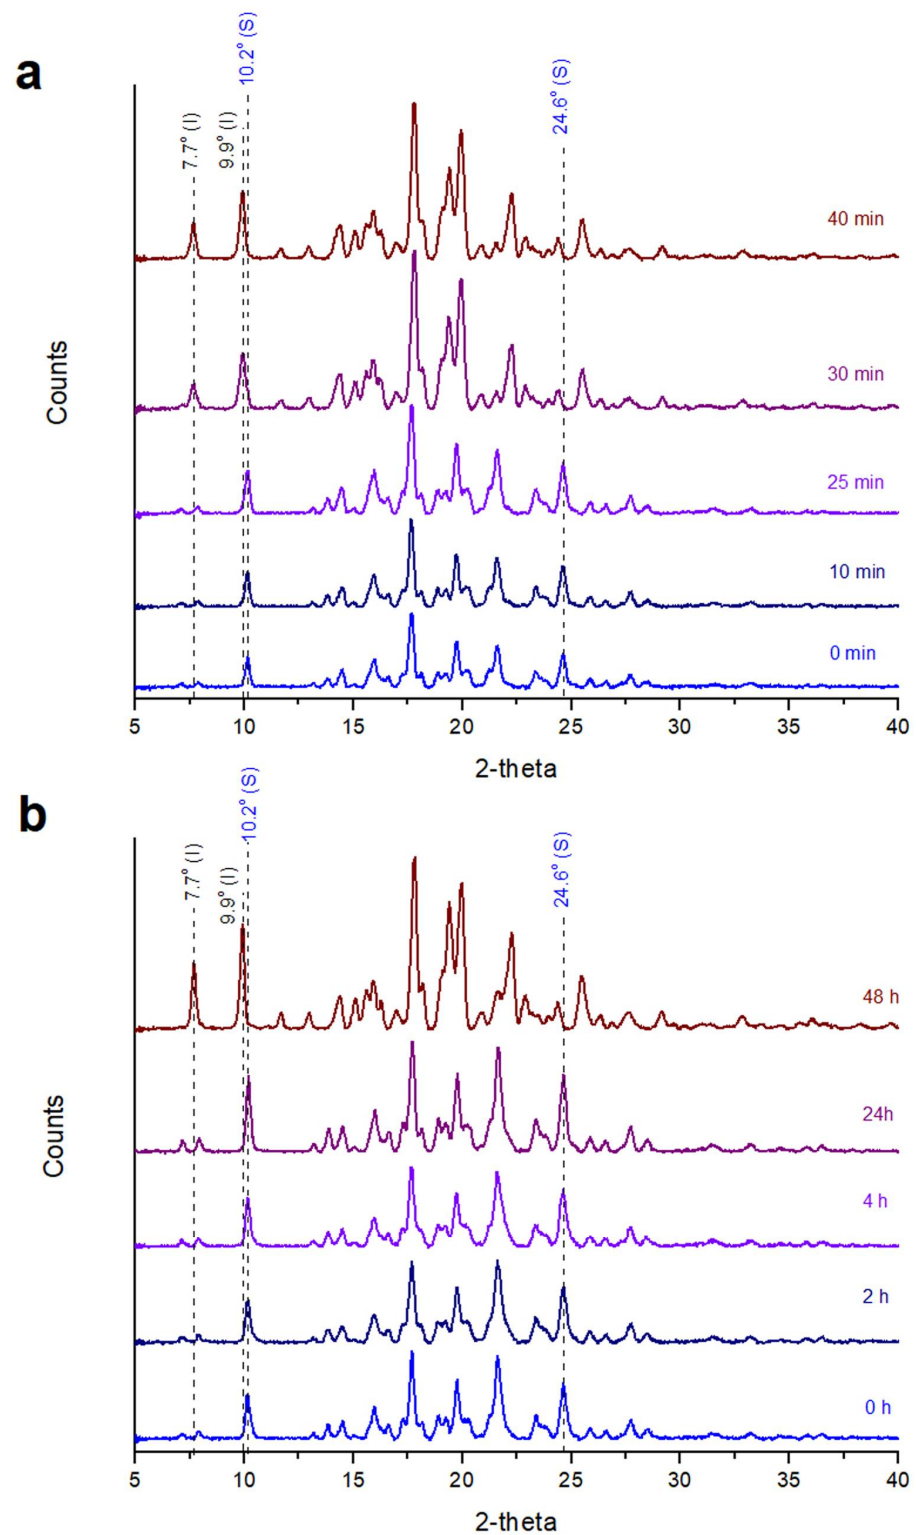 a
7.7° (I)
9.9° (I)
10.2° (S)
24.6° (S)
40 min
30 min
25 min
10 min
0 min
Counts
5 10 15 20 25 30 35 40
2-theta
b
7.7° (I)
9.9° (I)
10.2° (S)
24.6° (S)
48 h
24h
4 h
2 h
0 h
Counts
5 10 15 20 25 30 35 40
2-theta